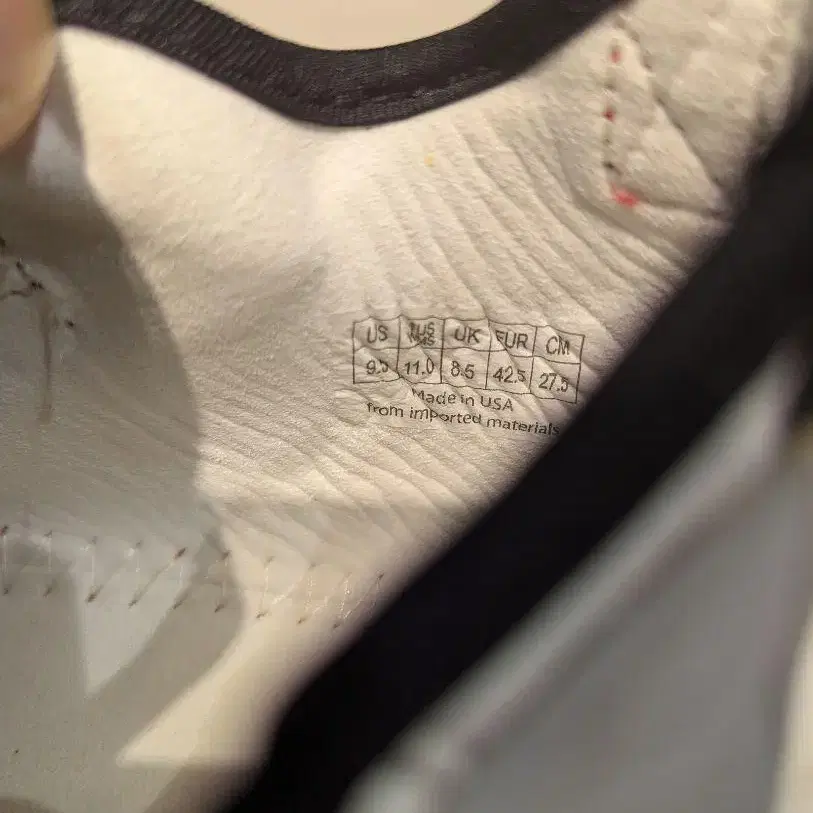 US UK EUR CM
9.5 11.0 8.5 42.5 27.5
Made in USA
from imported materials